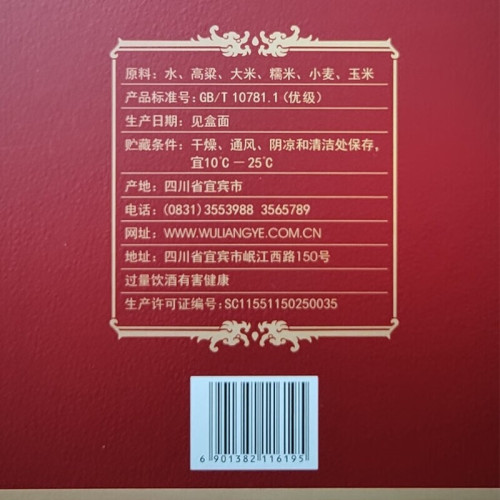 原料：水、高粱、大米、糯米、小麦、玉米
产品标准号：GB/T 10781.1（优级）
生产日期：见盒面
贮藏条件：干燥、通风、阴凉和清洁处保存，
宜10℃－25℃
产地：四川省宜宾市
电话：(0831)3553988 3565789
网址：WWW.WULIANGYE.COM.CN
地址：四川省宜宾市岷江西路150号
过量饮酒有害健康
生产许可证编号：SC11551150250035
6 901382 116195